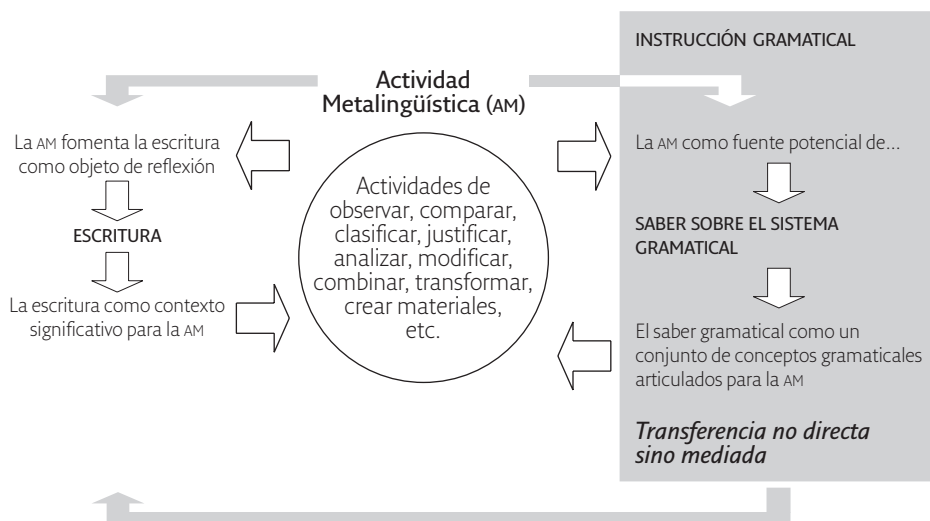 Actividad
Metalingüística (AM)
La AM fomenta la escritura
como objeto de reflexión
ESCRITURA
La escritura como contexto
significativo para la AM
Actividades de
observar, comparar,
clasificar, justificar,
analizar, modificar,
combinar, transformar,
crear materiales,
etc.
INSTRUCCIÓN GRAMATICAL
La AM como fuente potencial de...
SABER SOBRE EL SISTEMA
GRAMATICAL
El saber gramatical como un
conjunto de conceptos gramaticales
articulados para la AM
Transferencia no directa
sino mediada